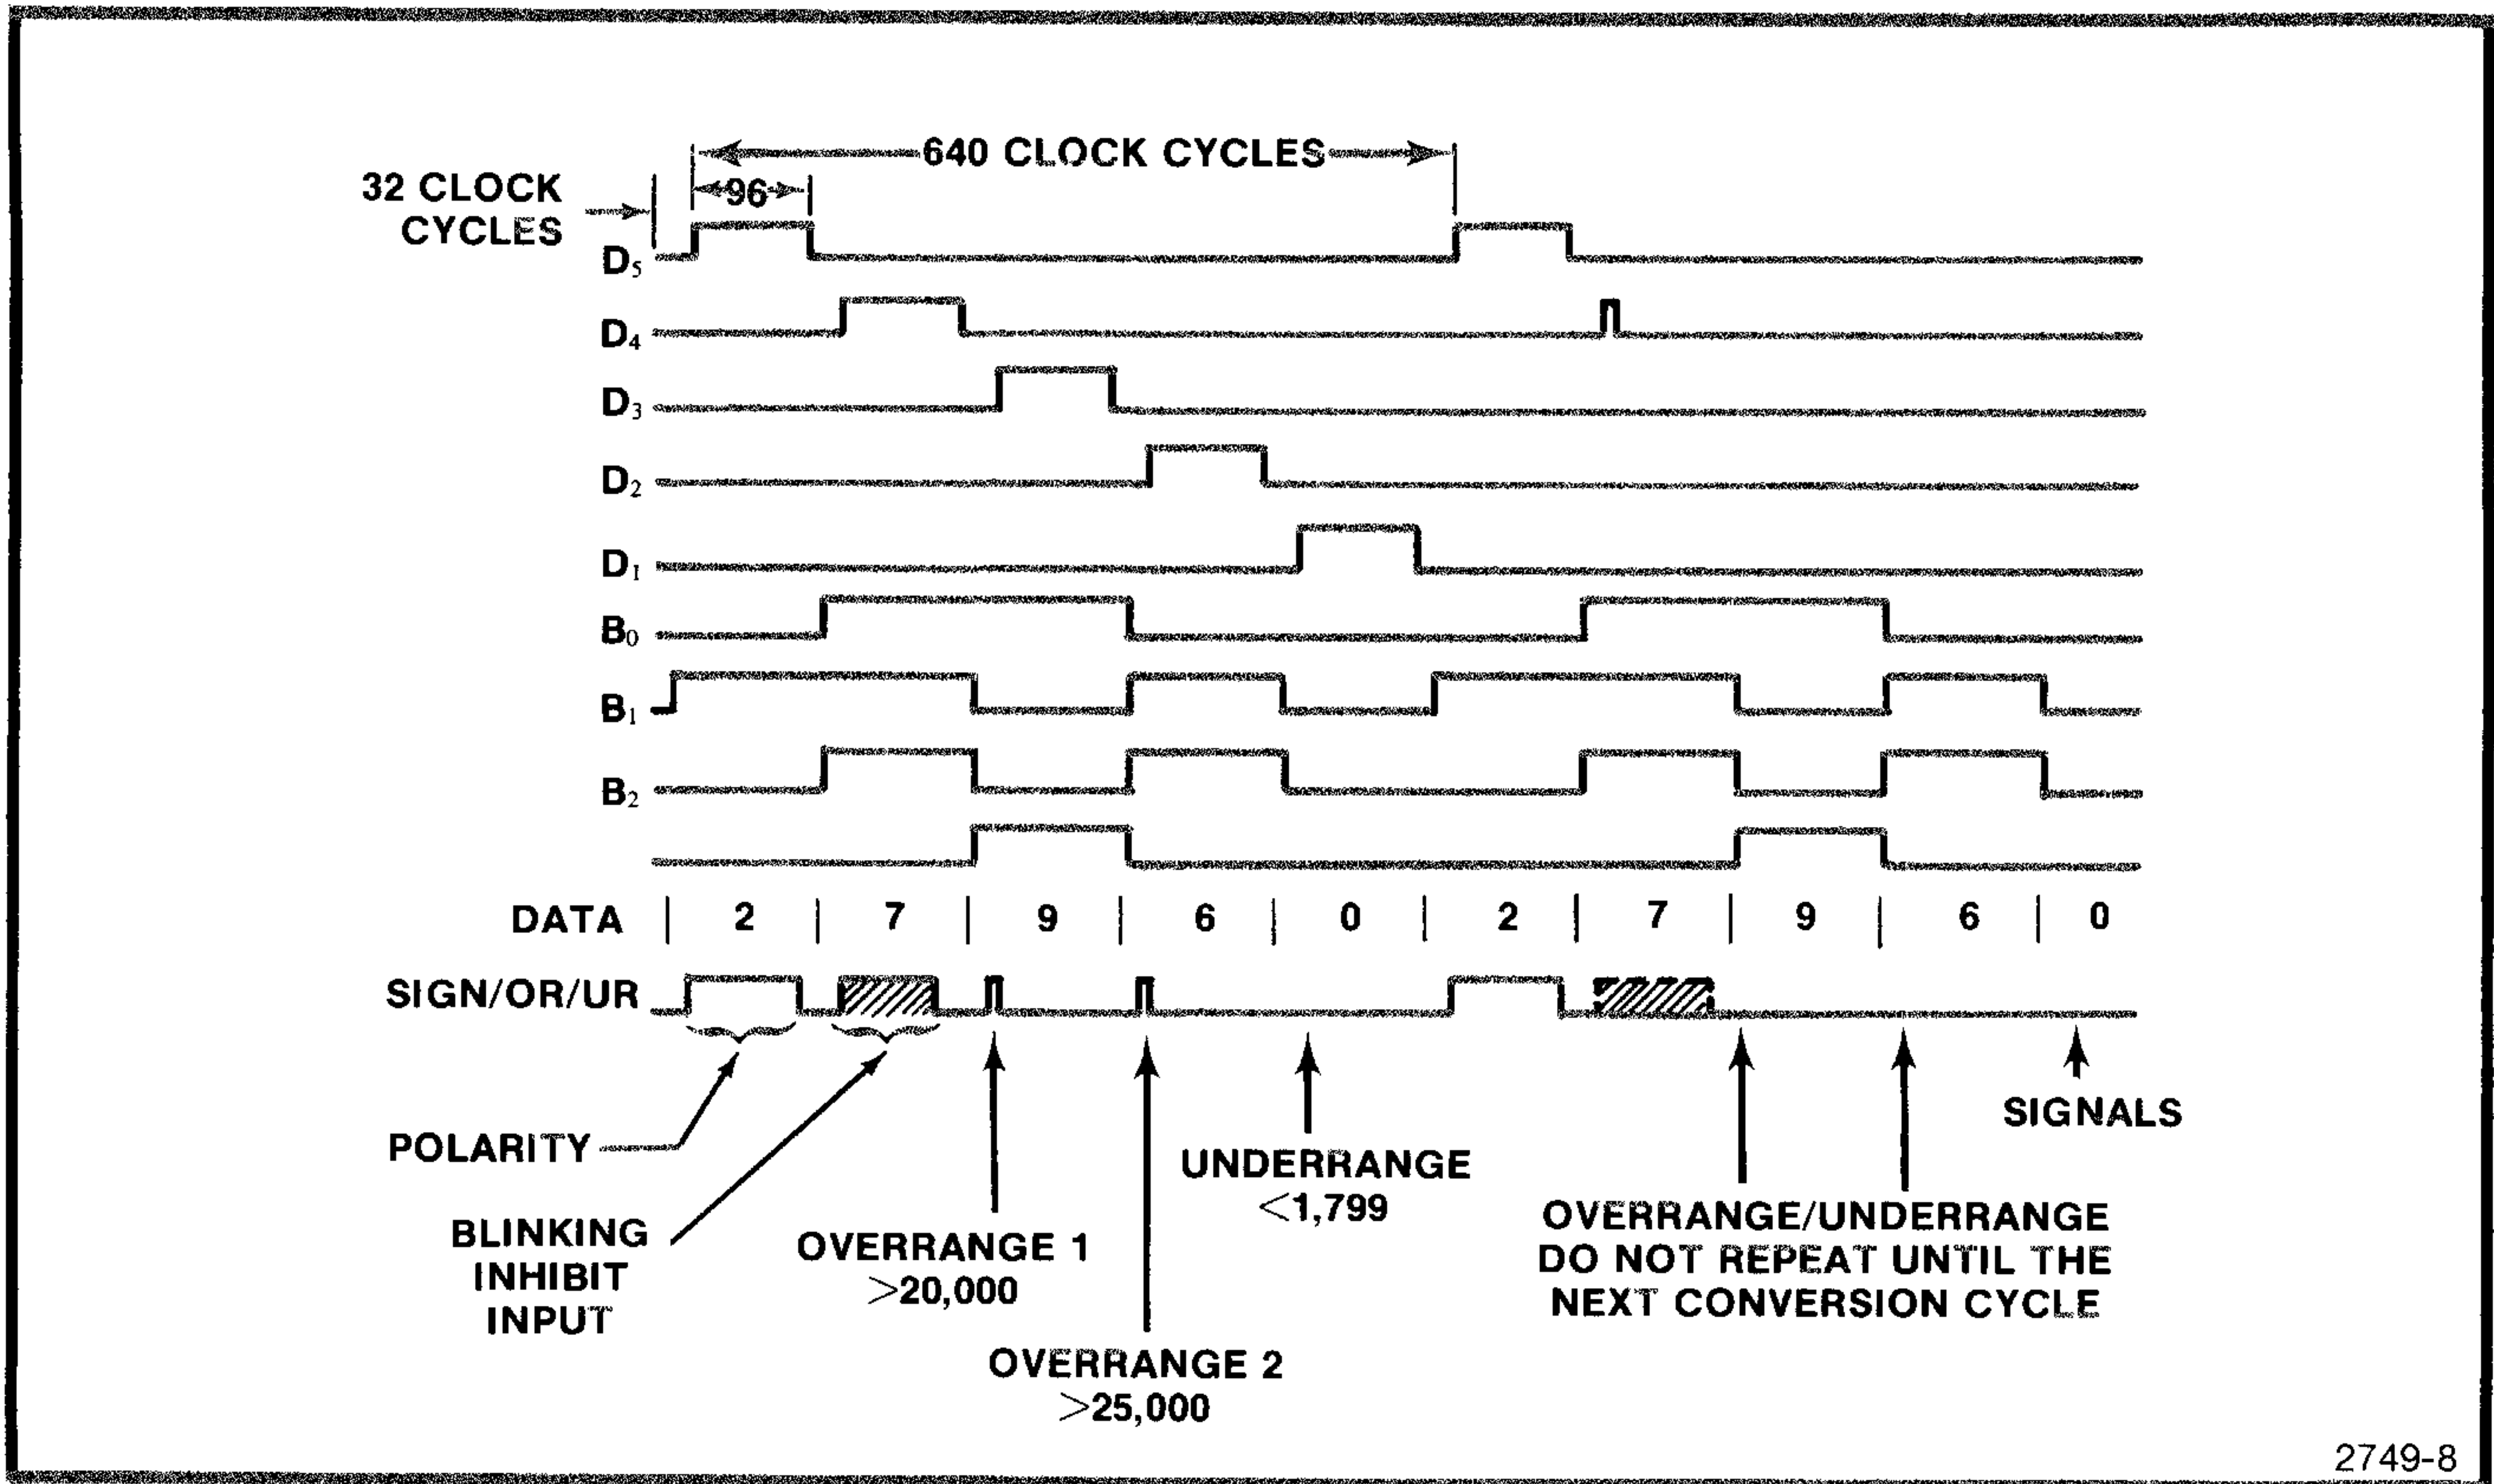 640 CLOCK CYCLES
32 CLOCK
CYCLES
96
D₅
D₄
D₃
D₂
D₁
B₀
B₁
B₂
DATA | 2 | 7 | 9 | 6 | 0 | 2 | 7 | 9 | 6 | 0
SIGN/OR/UR
POLARITY
BLINKING
INHIBIT
INPUT
OVERRANGE 1
>20,000
OVERRANGE 2
>25,000
UNDERRANGE
<1,799
OVERRANGE/UNDERRANGE
DO NOT REPEAT UNTIL THE
NEXT CONVERSION CYCLE
SIGNALS
2749-8